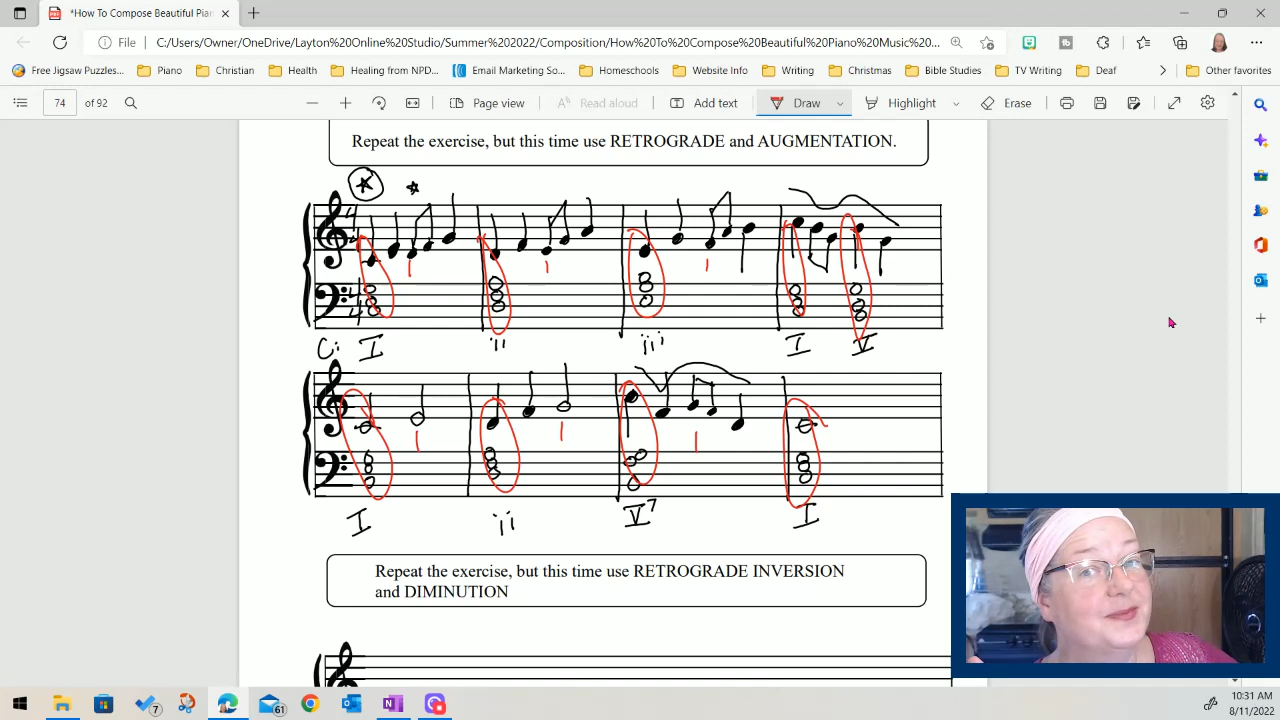 *How To Compose Beautiful Pian
File
C:/Users/Owner/OneDrive/Layton%20Online%20Studio/Summer%202022/Composition/How%20To%20Compose%20Beautiful%20Piano%20Music%20...
Free Jigsaw Puzzles... Piano Christian Health Healing from NPD... Email Marketing So... Homeschools Website Info Writing Christmas Bible Studies TV Writing Deaf Other favorites
74 of 92 Page view Read aloud Add text Draw Highlight Erase
Repeat the exercise, but this time use RETROGRADE and AUGMENTATION.
C: I ii iii I V
I ii V7 I
Repeat the exercise, but this time use RETROGRADE INVERSION
and DIMINUTION
7 61
10:31 AM
8/11/2022